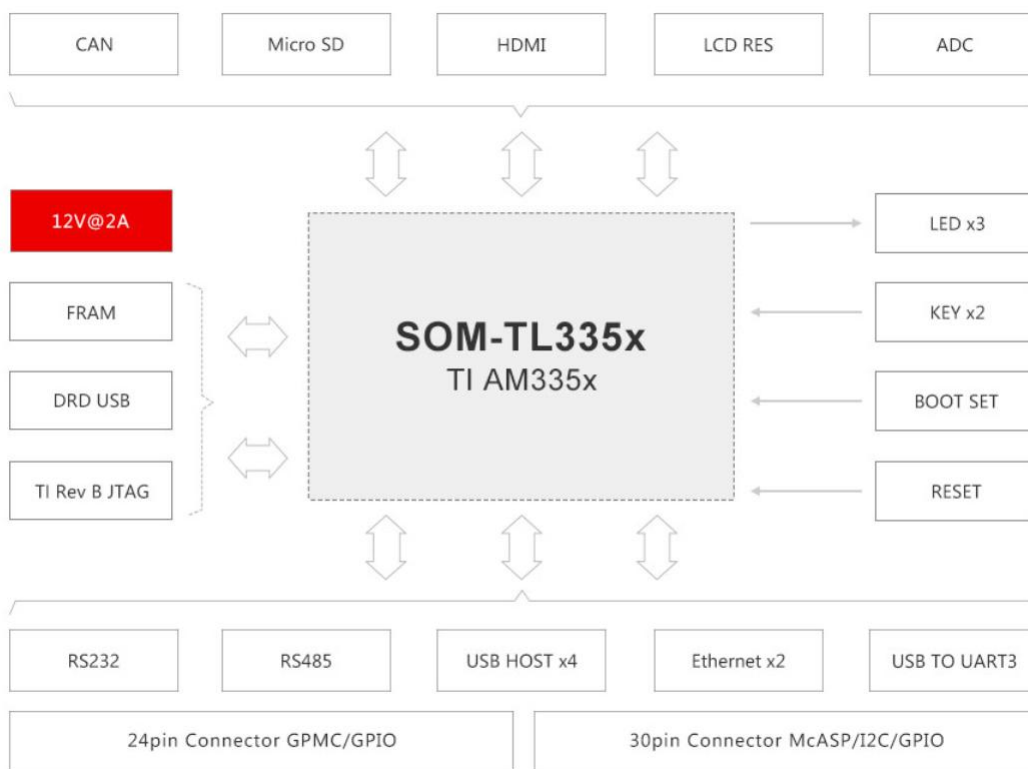 CAN
Micro SD
HDMI
LCD RES
ADC
12V@2A
FRAM
DRD USB
TI Rev B JTAG
SOM-TL335x
TI AM335x
LED x3
KEY x2
BOOT SET
RESET
RS232
RS485
USB HOST x4
Ethernet x2
USB TO UART3
24pin Connector GPMC/GPIO
30pin Connector McASP/I2C/GPIO